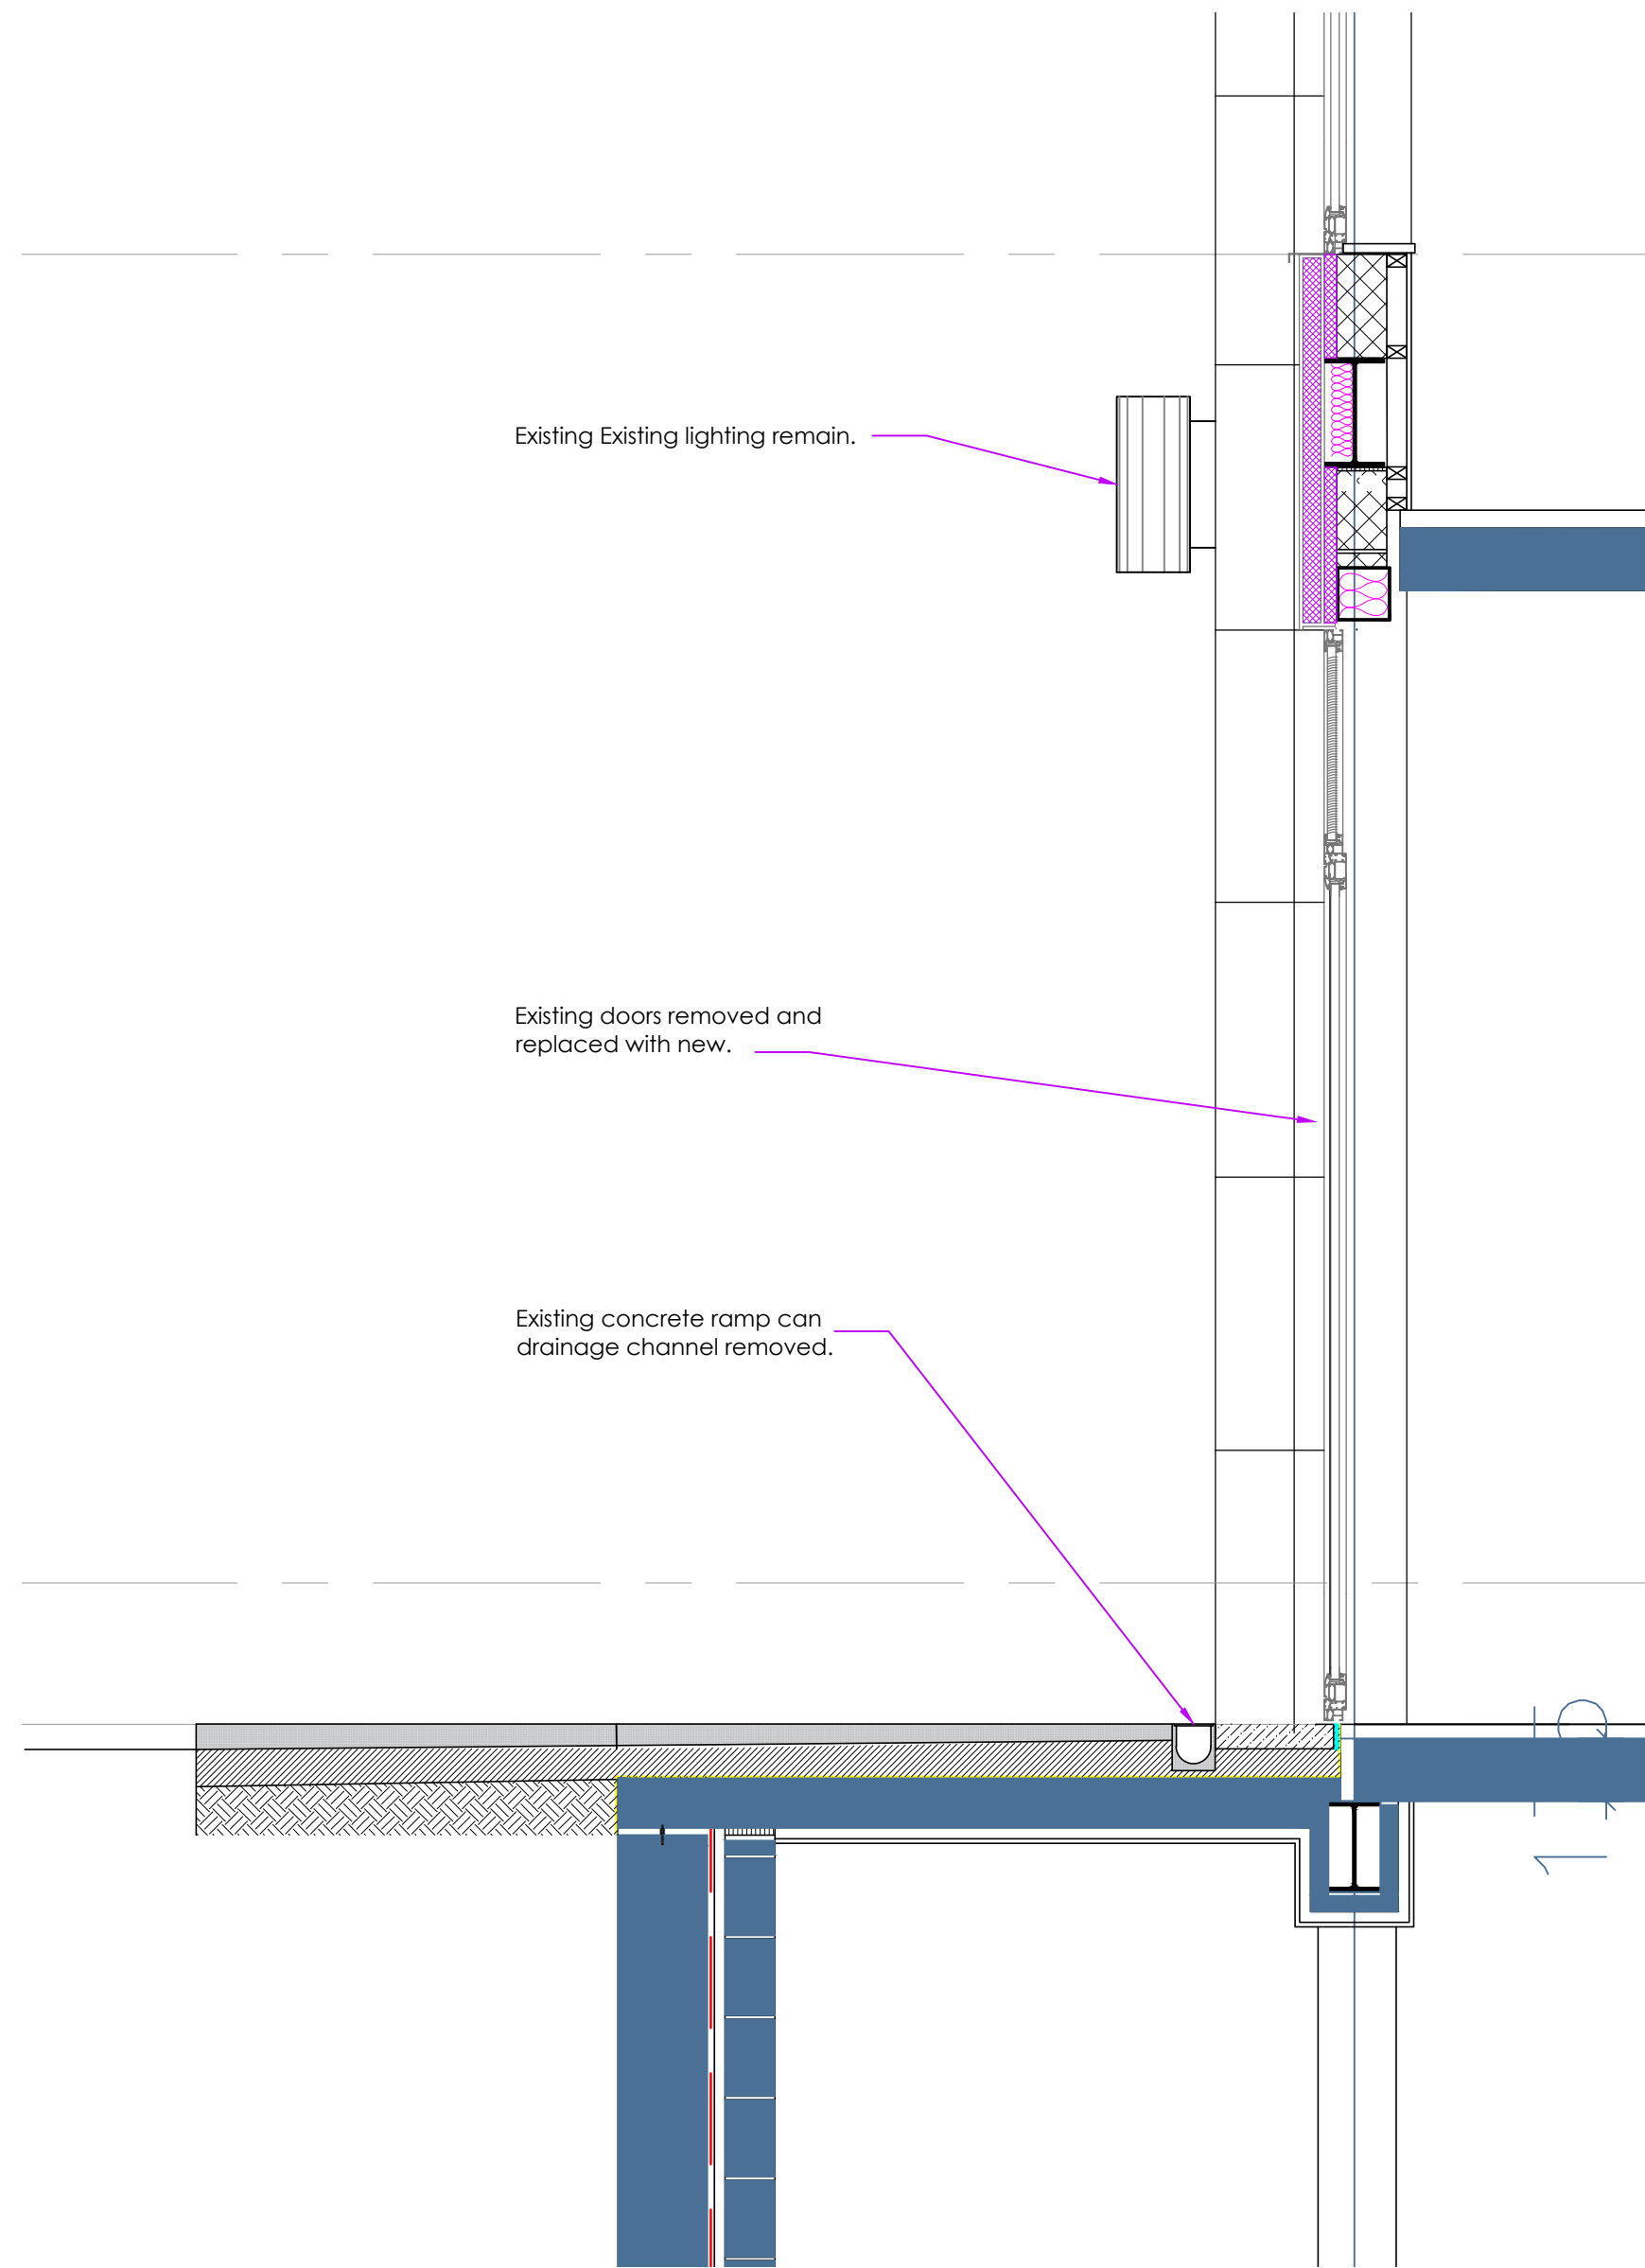 Existing Existing lighting remain.
Existing doors removed and
replaced with new.
Existing concrete ramp can
drainage channel removed.